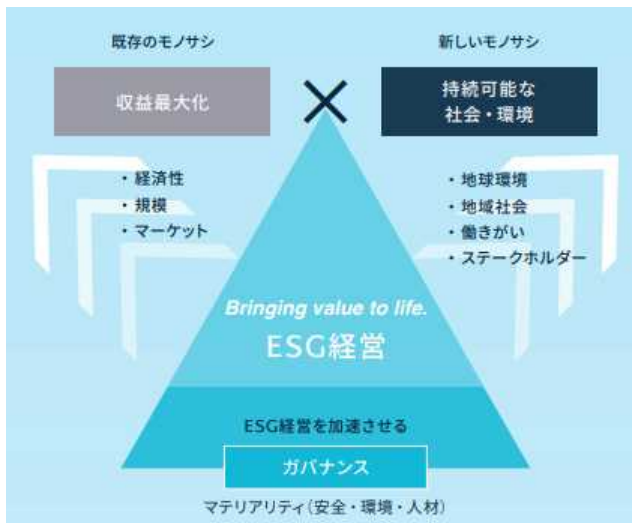 既存のモノサシ
新しいモノサシ
収益最大化
×
持続可能な
社会・環境
・経済性
・規模
・マーケット
・地球環境
・地域社会
・働きがい
・ステークホルダー
Bringing value to life.
ESG経営
ESG経営を加速させる
ガバナンス
マテリアリティ(安全・環境・人材)